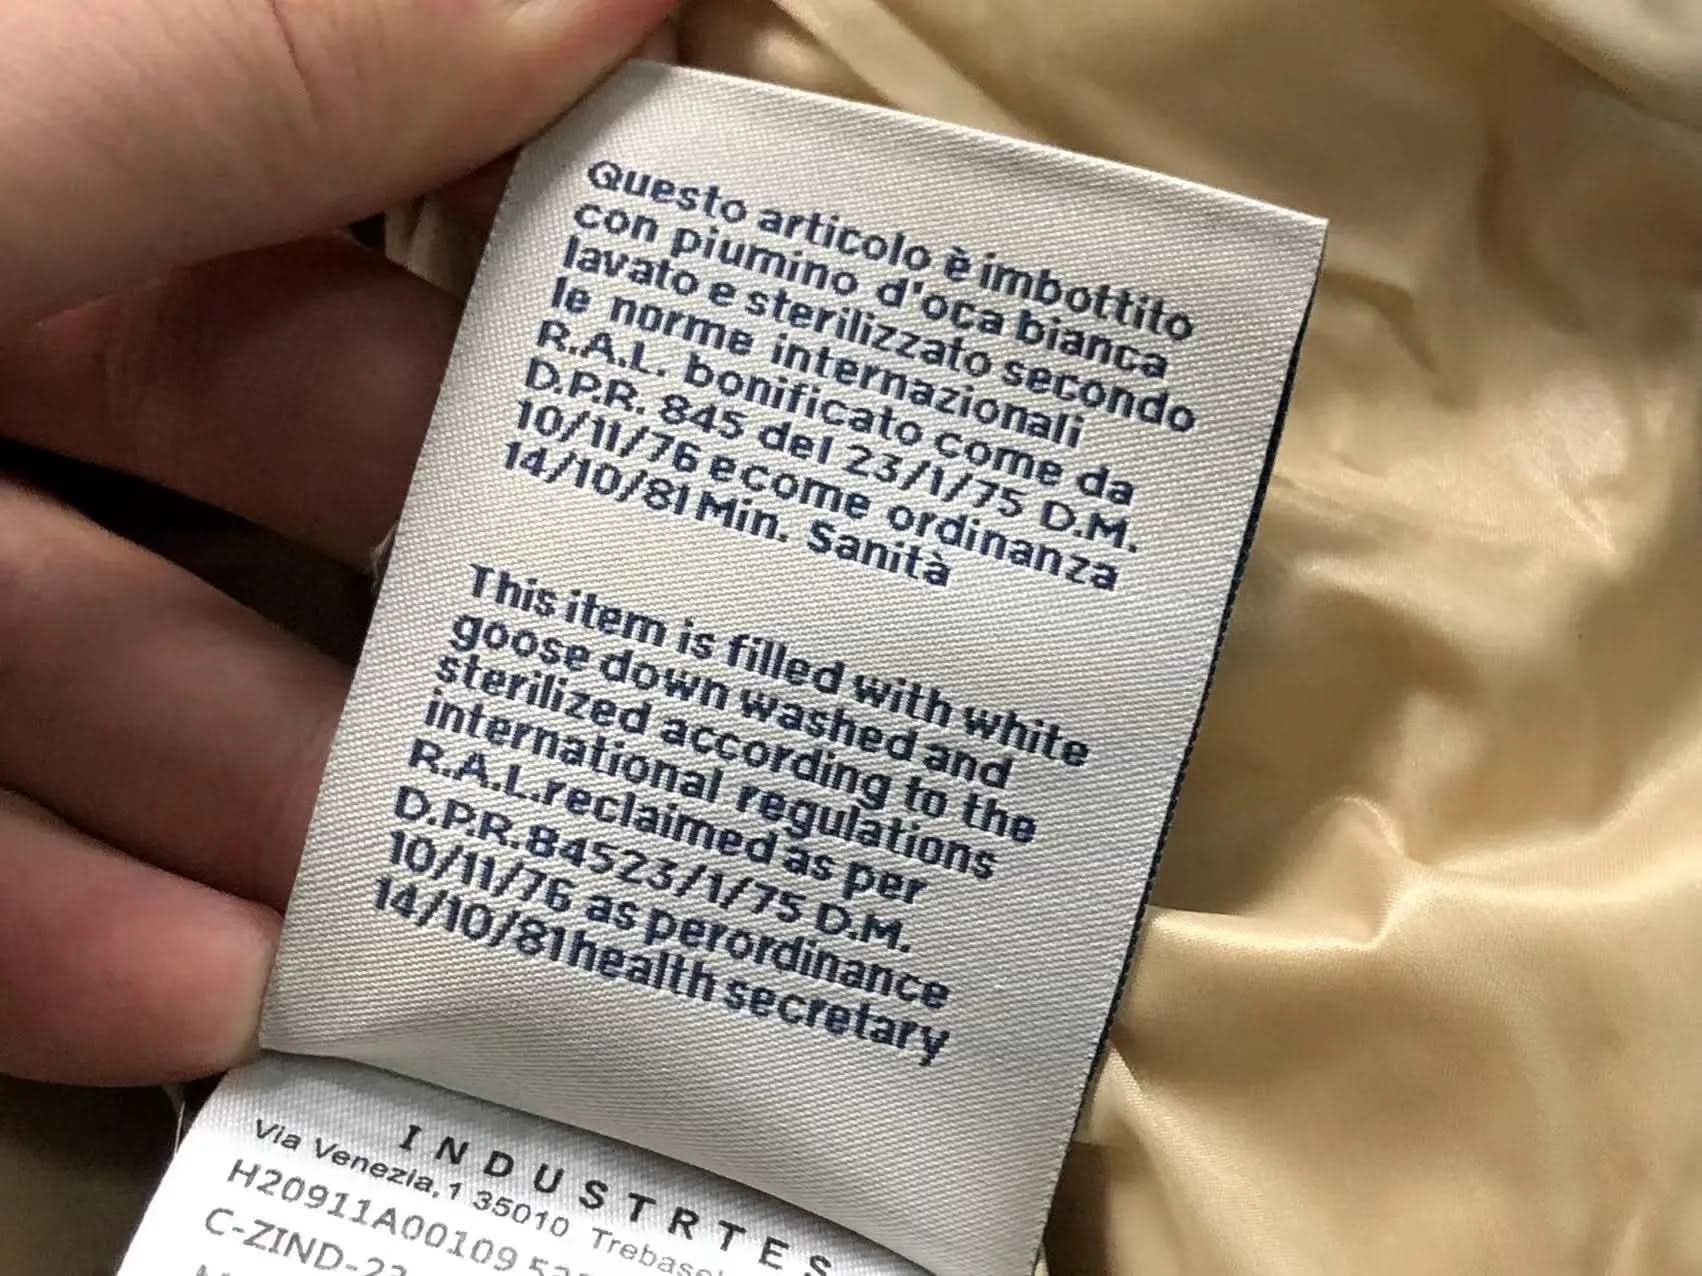 Questo articolo è imbottito
con piumino d'oca bianca
lavato e sterilizzato secondo
le norme internazionali
R.A.L. bonificato come da
D.P.R. 845 del 23/1/75 D.M.
10/11/76 e come ordinanza
14/10/81 Min. Sanità
This item is filled with white
goose down washed and
sterilized according to the
international regulations
R.A.L.reclaimed as per
D.P.R.84523/1/75 D.M.
10/11/76 as perordinance
14/10/81health secretary
INDUSTRTES
Via Venezia, 1 35010
H20911A00109
C-ZIND-23